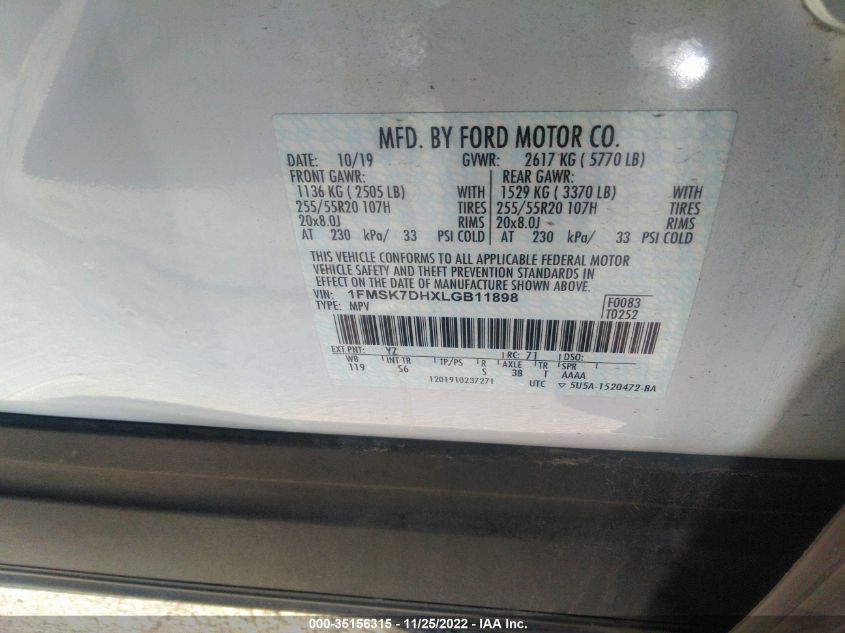 MFD. BY FORD MOTOR CO.
DATE: 10/19 GVWR: 2617 KG ( 5770 LB)
FRONT GAWR: REAR GAWR:
1136 KG ( 2505 LB) WITH 1529 KG ( 3370 LB) WITH
255/55R20 107H TIRES 255/55R20 107H TIRES
20x8.0J RIMS 20x8.0J RIMS
AT 230 kPa/ 33 PSI COLD AT 230 kPa/ 33 PSI COLD
THIS VEHICLE CONFORMS TO ALL APPLICABLE FEDERAL MOTOR
VEHICLE SAFETY AND THEFT PREVENTION STANDARDS IN
EFFECT ON THE DATE OF MANUFACTURE SHOWN ABOVE.
VIN: 1FMSK7DHXLGB11898 F0083
TYPE: MPV T0252
EXT PNT: YZ RC: 71 DSO:
WB INT TR TP/PS R AXLE TR SPR
119 S6 S 3B T AAAA
1201910237271 UTC ▽ 5U5A-1520472-BA
000-35156315 - 11/25/2022 - IAA Inc.